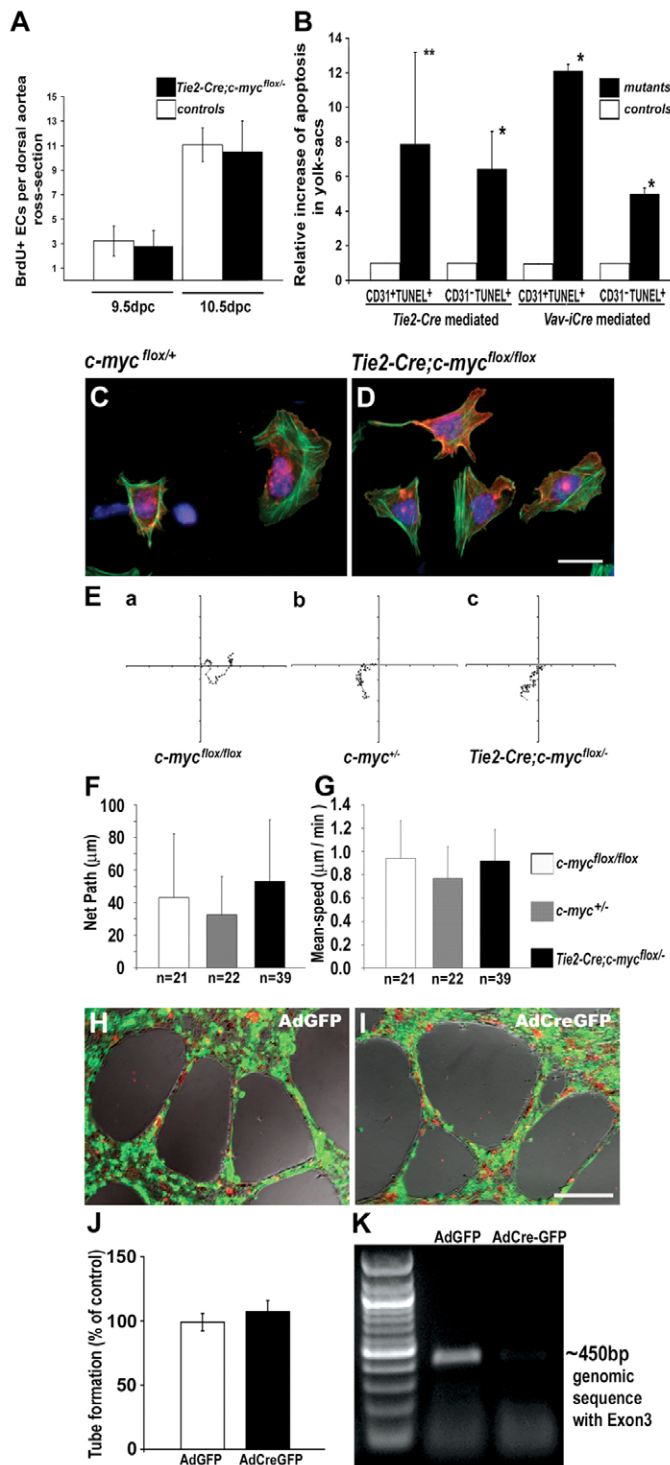 A
BrdU+ ECs per dorsal aortea
ross-section
Tie2-Cre;c-myc^flox/-
controls
15
13
11
9
7
5
3
1
9.5dpc
10.5dpc
B
Relative increase of apoptosis
in yolk-sacs
14
12
10
8
6
4
2
0
**
*
*
*
mutants
controls
CD31+TUNEL+
CD31-TUNEL+
CD31+TUNEL+
CD31-TUNEL+
Tie2-Cre mediated
Vav-iCre mediated
c-myc^flox/+
Tie2-Cre;c-myc^flox/flox
C
D
E
a
b
c
c-myc^flox/flox
c-myc^+/-
Tie2-Cre;c-myc^flox/-
F
Net Path (μm)
100
80
60
40
20
0
n=21
n=22
n=39
G
Mean-speed (μm / min )
1.4
1.2
1.0
0.8
0.6
0.4
0.2
0.0
n=21
n=22
n=39
c-myc^flox/flox
c-myc^+/-
Tie2-Cre;c-myc^flox/-
H
AdGFP
I
AdCreGFP
J
Tube formation (% of control)
150
100
50
0
AdGFP
AdCreGFP
K
AdGFP
AdCre-GFP
~450bp
genomic
sequence
with Exon3